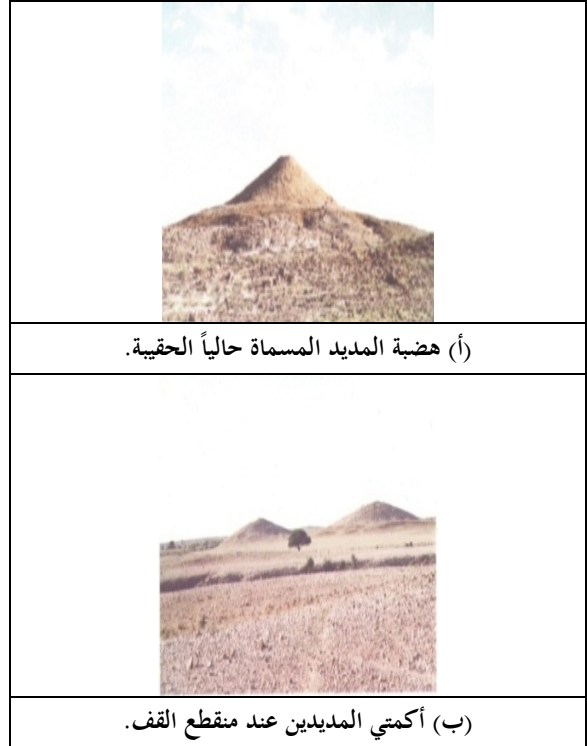 (أ) هضبة المديد المسماة حالياً الحقيبة.
(ب) أكمتي المديدين عند منقطع القف.